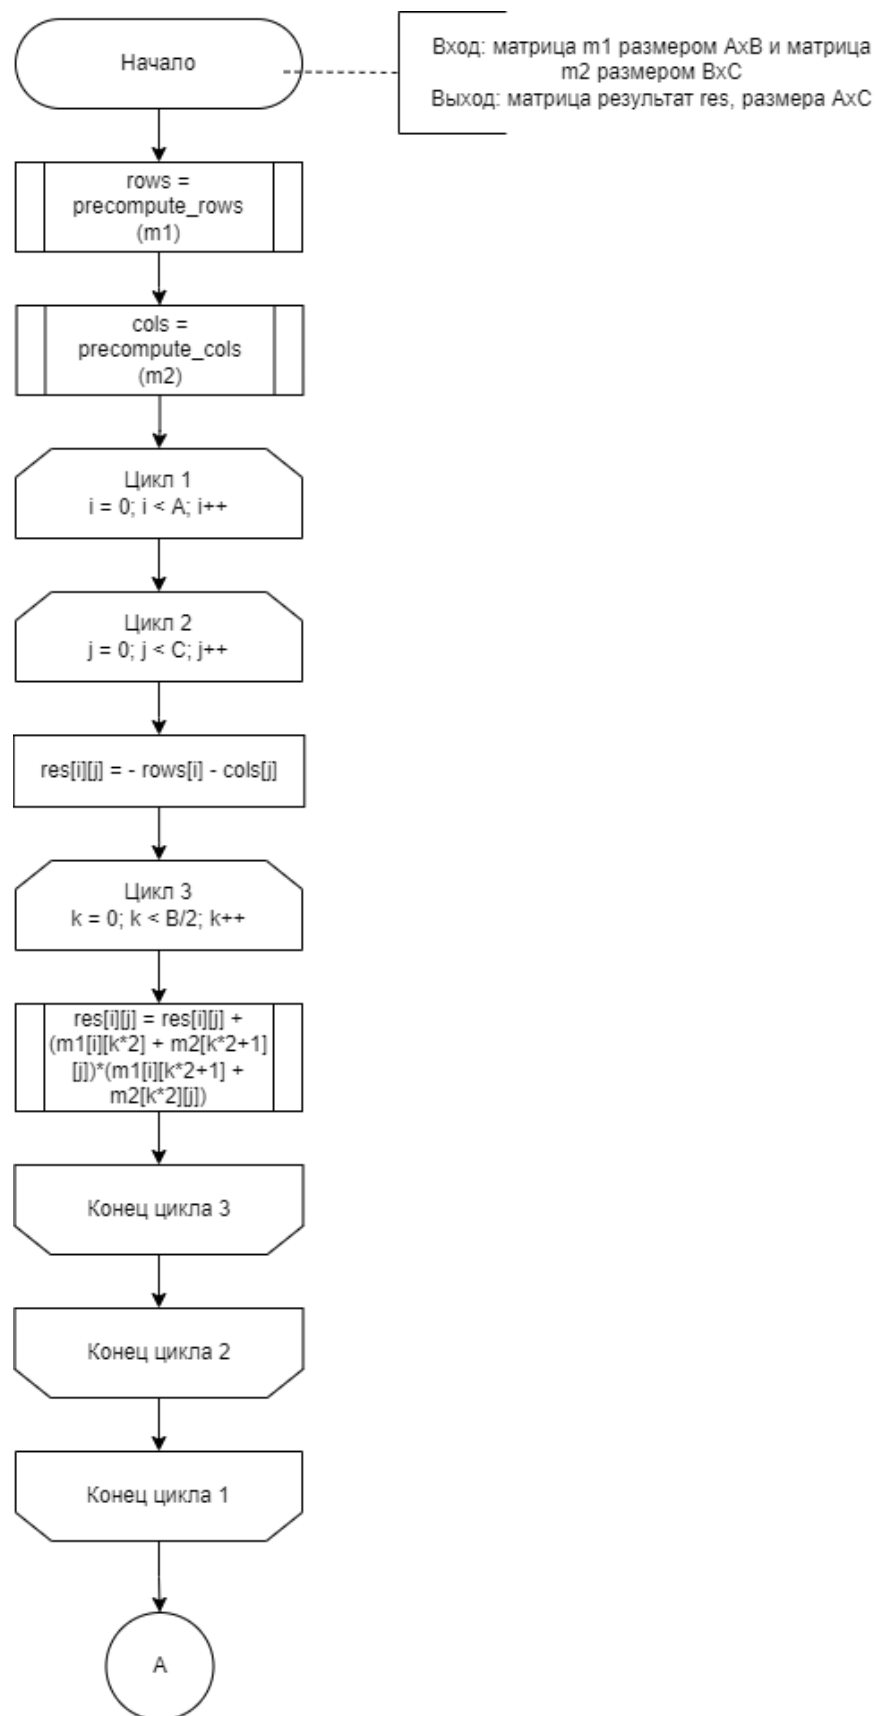 Начало
Вход: матрица m1 размером AxB и матрица
m2 размером BxC
Выход: матрица результат res, размера AxC
rows =
precompute_rows
(m1)
cols =
precompute_cols
(m2)
Цикл 1
i = 0; i < A; i++
Цикл 2
j = 0; j < C; j++
res[i][j] = - rows[i] - cols[j]
Цикл 3
k = 0; k < B/2; k++
res[i][j] = res[i][j] +
(m1[i][k*2] + m2[k*2+1]
[j])*(m1[i][k*2+1] +
m2[k*2][j])
Конец цикла 3
Конец цикла 2
Конец цикла 1
A